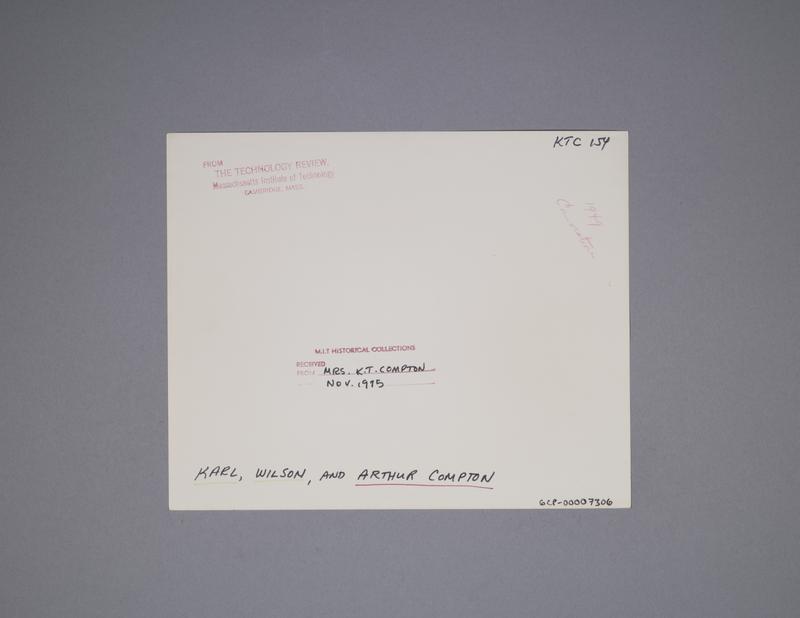 KTC 154
FROM
THE TECHNOLOGY REVIEW,
Massachusetts Institute of Technology
CAMBRIDGE, MASS.
1949
M.I.T HISTORICAL COLLECTIONS
RECEIVED
FROM MRS. K.T. COMPTON
NOV. 1975
KARL, WILSON, AND ARTHUR COMPTON
GCP-00007306